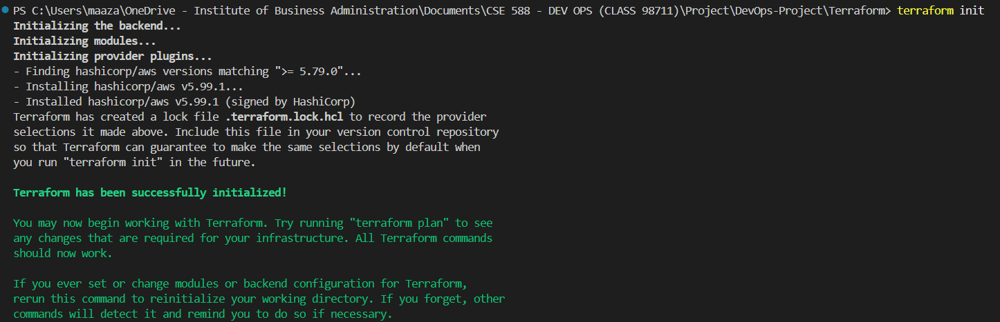 PS C:\Users\maaza\OneDrive - Institute of Business Administration\Documents\CSE 588 - DEV OPS (CLASS 98711)\Project\DevOps-Project\Terraform> terraform init
Initializing the backend...
Initializing modules...
Initializing provider plugins...
- Finding hashicorp/aws versions matching ">= 5.79.0"...
- Installing hashicorp/aws v5.99.1...
- Installed hashicorp/aws v5.99.1 (signed by HashiCorp)
Terraform has created a lock file .terraform.lock.hcl to record the provider
selections it made above. Include this file in your version control repository
so that Terraform can guarantee to make the same selections by default when
you run "terraform init" in the future.
Terraform has been successfully initialized!
You may now begin working with Terraform. Try running "terraform plan" to see
any changes that are required for your infrastructure. All Terraform commands
should now work.
If you ever set or change modules or backend configuration for Terraform,
rerun this command to reinitialize your working directory. If you forget, other
commands will detect it and remind you to do so if necessary.